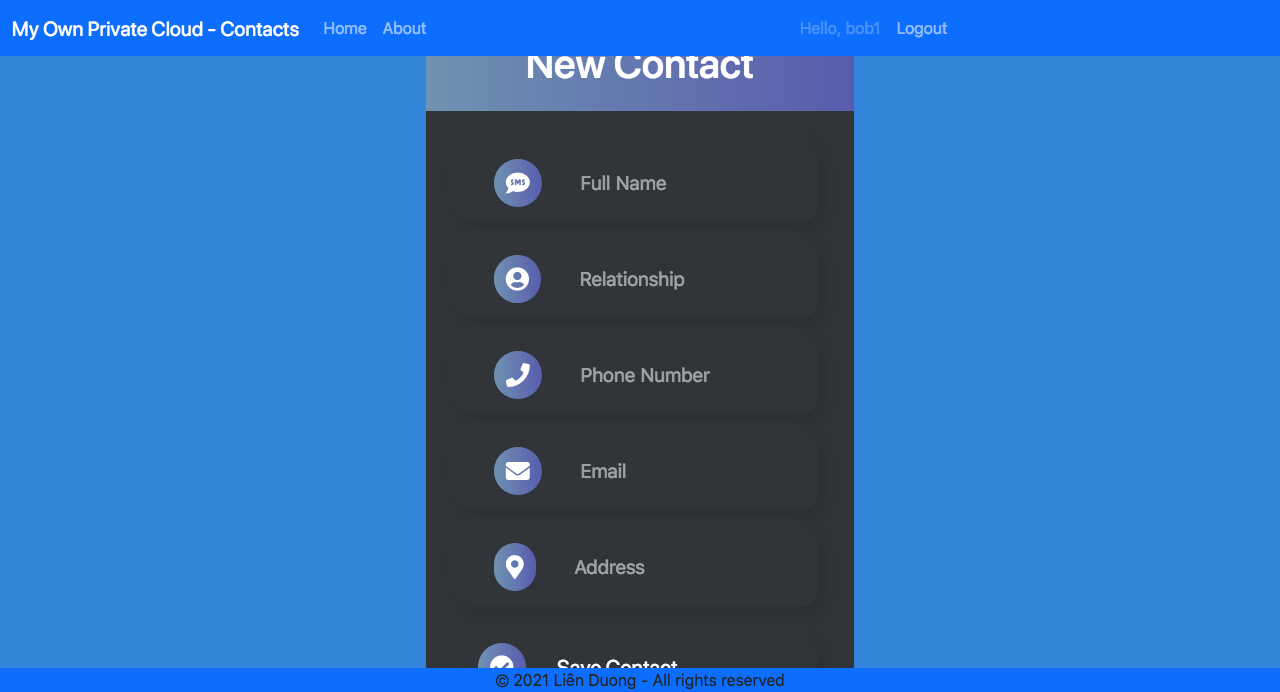 My Own Private Cloud - Contacts Home About Hello, bob1 Logout
New Contact
SMS Full Name
Relationship
Phone Number
Email
Address
Save Contact
© 2021 Liên Duong - All rights reserved